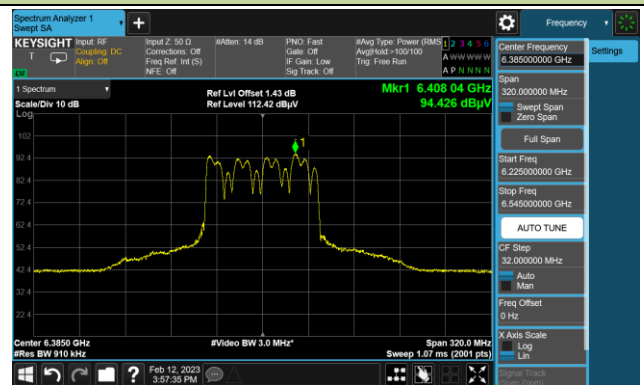 Spectrum Analyzer 1
Swept SA
Frequency
KEYSIGHT
Input: RF
Coupling: DC
Align: Off
Input Z: 50 Ω
Corrections: Off
Freq Ref: Int (S)
NFE: Off
#Atten: 14 dB
PNO: Fast
Gate: Off
IF Gain: Low
Sig Track: Off
#Avg Type: Power (RMS)
Avg|Hold:>100/100
Trig: Free Run
1 2 3 4 5 6
A W W W W W
A P N N N N
T
LXI
1 Spectrum
Scale/Div 10 dB
Log
Ref Lvl Offset 1.43 dB
Ref Level 112.42 dBµV
Mkr1 6.408 04 GHz
94.426 dBµV
1
102
92.4
82.4
72.4
62.4
52.4
42.4
32.4
22.4
Center 6.3850 GHz
#Res BW 910 kHz
#Video BW 3.0 MHz*
Span 320.0 MHz
Sweep 1.07 ms (2001 pts)
Feb 12, 2023
3:57:35 PM
Center Frequency
6.385000000 GHz
Settings
Span
320.000000 MHz
Swept Span
Zero Span
Full Span
Start Freq
6.225000000 GHz
Stop Freq
6.545000000 GHz
AUTO TUNE
CF Step
32.000000 MHz
Auto
Man
Freq Offset
0 Hz
X Axis Scale
Log
Lin
Signal Track
(Span Zoom)